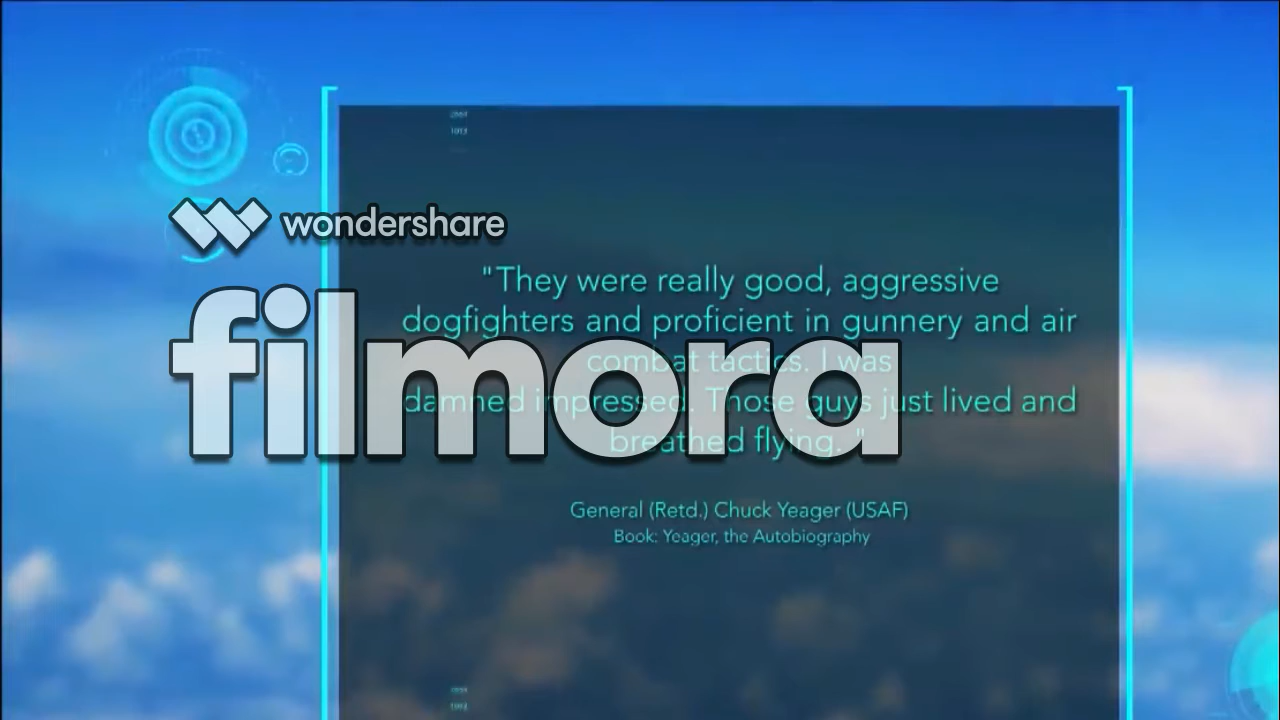 wondershare
filmora
"They were really good, aggressive
dogfighters and proficient in gunnery and air
combat tactics. I was
damned impressed. Those guys just lived and
breathed flying. "
General (Retd.) Chuck Yeager (USAF)
Book: Yeager, the Autobiography